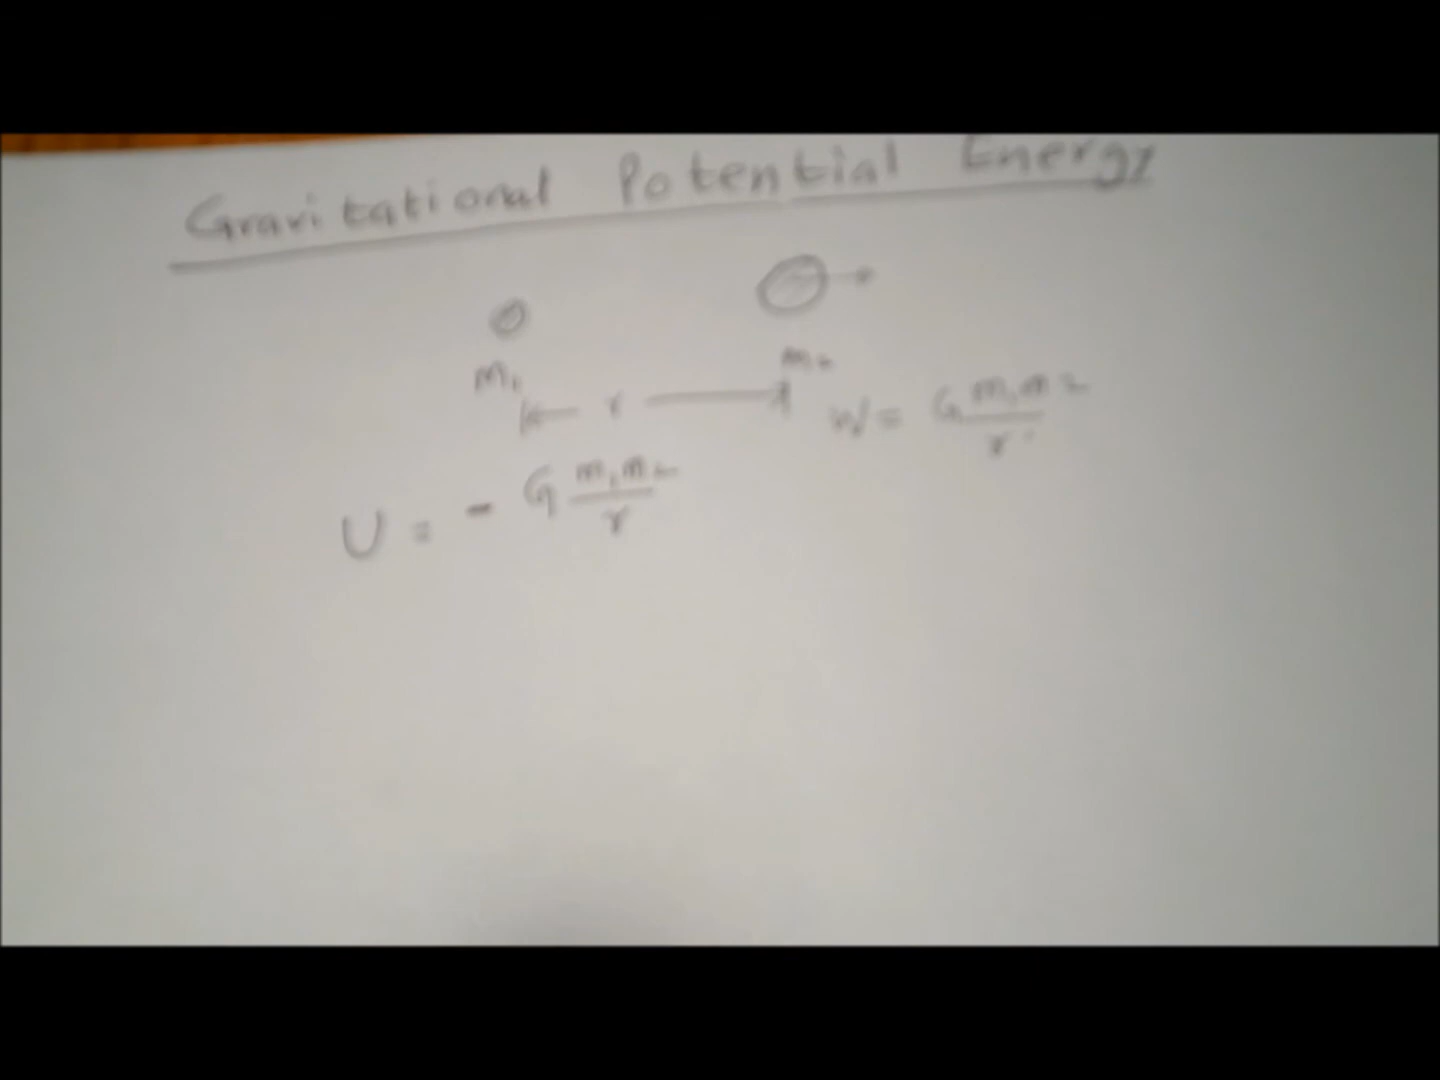 Gravitational Potential Energy
m₁ m₂
r
W = G m₁m₂ / r
U = - G m₁m₂ / r